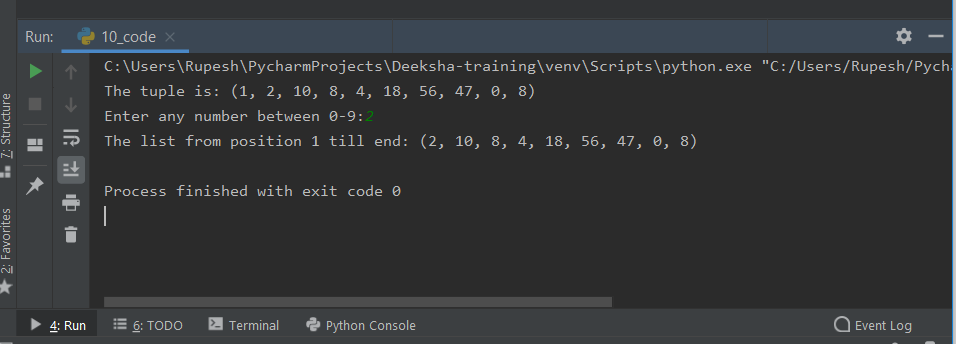 Run: 10_code
C:\Users\Rupesh\PycharmProjects\Deeksha-training\venv\Scripts\python.exe "C:/Users/Rupesh/Pycha
The tuple is: (1, 2, 10, 8, 4, 18, 56, 47, 0, 8)
Enter any number between 0-9:2
The list from position 1 till end: (2, 10, 8, 4, 18, 56, 47, 0, 8)
Process finished with exit code 0
7: Structure
2: Favorites
4: Run 6: TODO Terminal Python Console Event Log